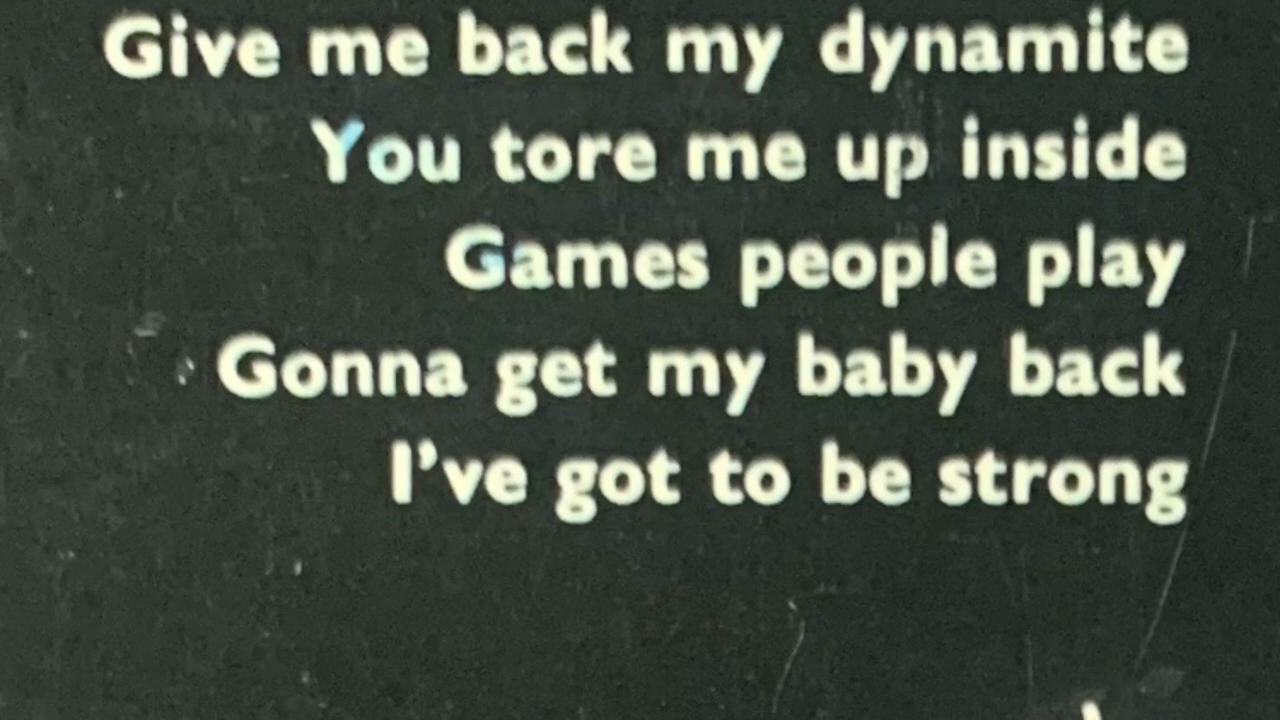 Give me back my dynamite
You tore me up inside
Games people play
Gonna get my baby back
I've got to be strong